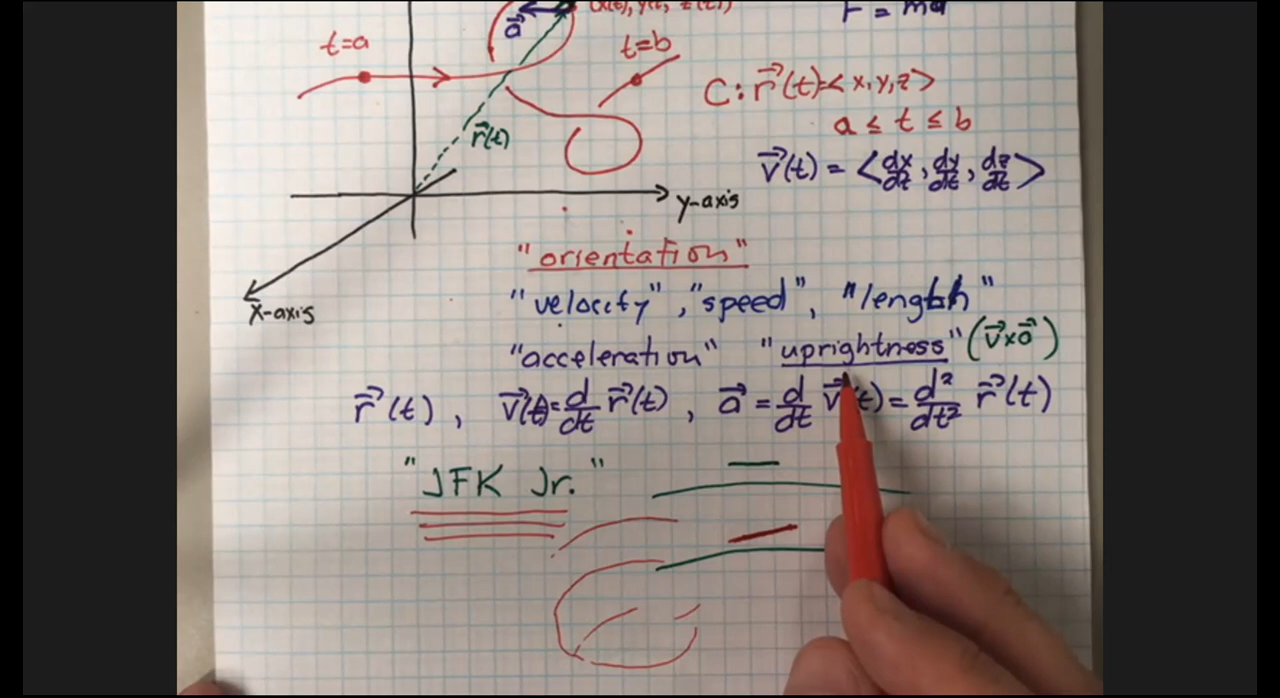 a⃗ (x(t), y(t), z(t))
F = ma
t=a
t=b
C: r⃗(t)=<x,y,z>
a ≤ t ≤ b
r⃗(t)
v⃗(t) = <dx/dt, dy/dt, dz/dt>
y-axis
"orientation"
x-axis
"velocity", "speed", "length"
"acceleration" "uprightness" (v⃗×a⃗)
r⃗(t), v⃗(t)=d/dt r⃗(t), a⃗ = d/dt v⃗(t)= d²/dt² r⃗(t)
"JFK Jr."